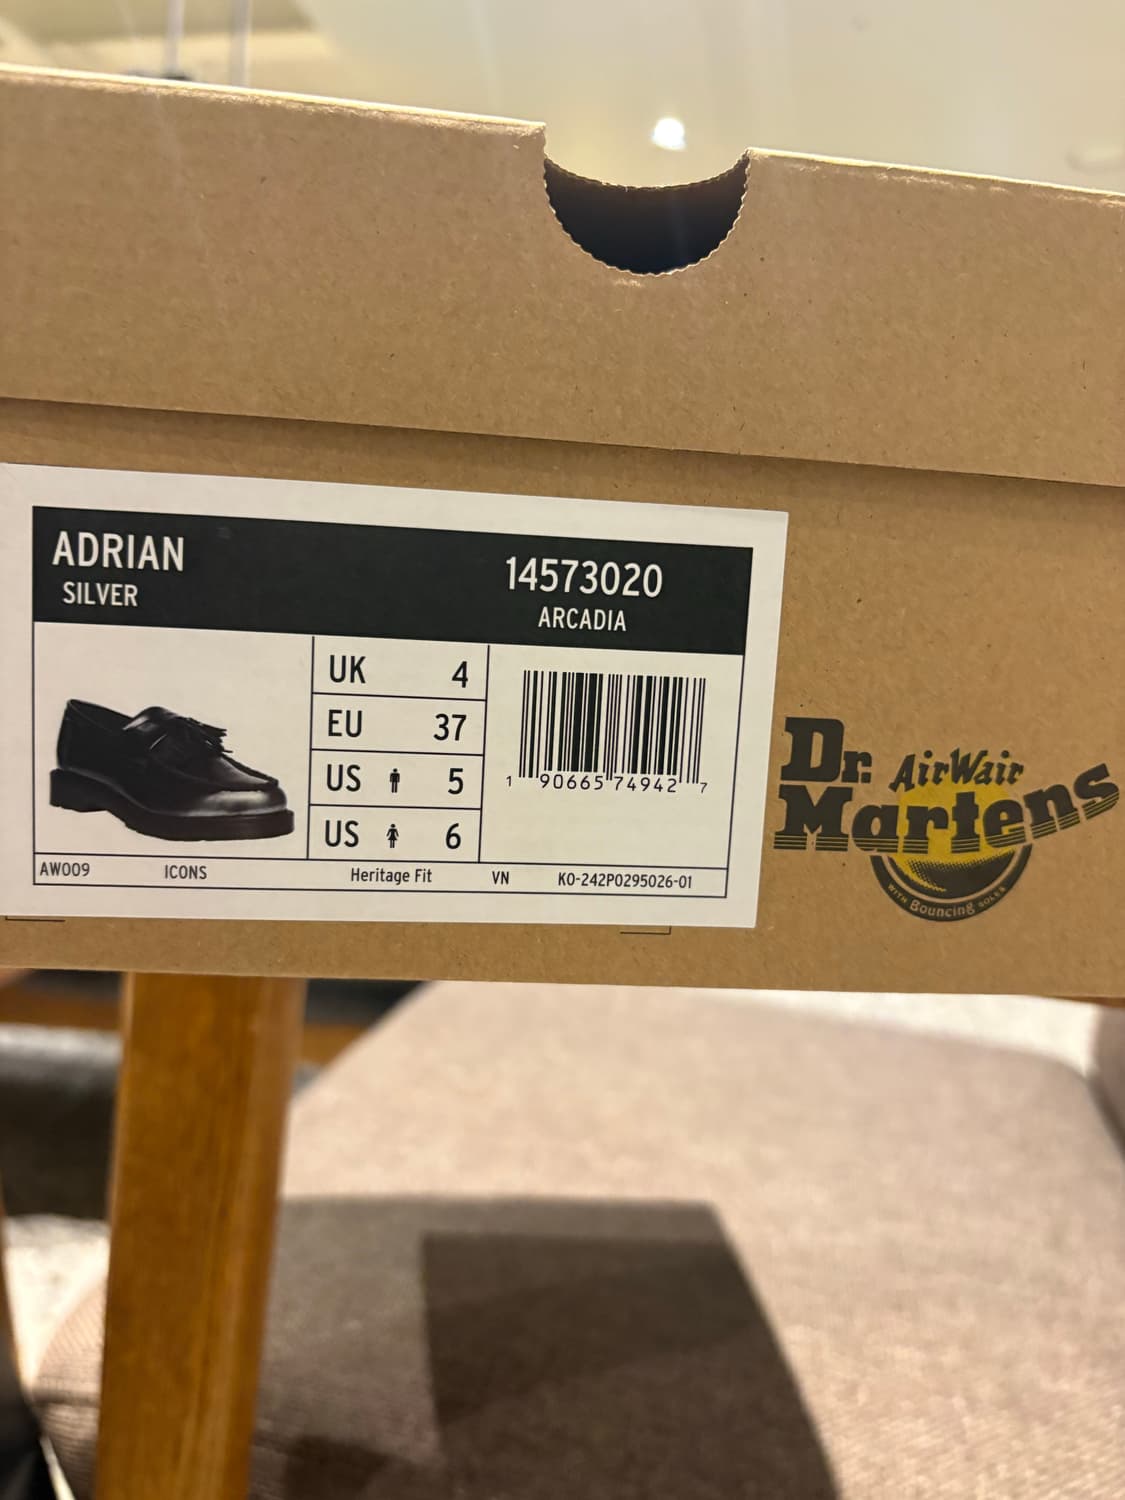 ADRIAN
SILVER
14573020
ARCADIA
UK 4
EU 37
US 5
US 6
1 90665 74942 7
AW009 ICONS Heritage Fit VN K0-242P0295026-01
Dr. AirWair
Martens
WITH Bouncing SOLES